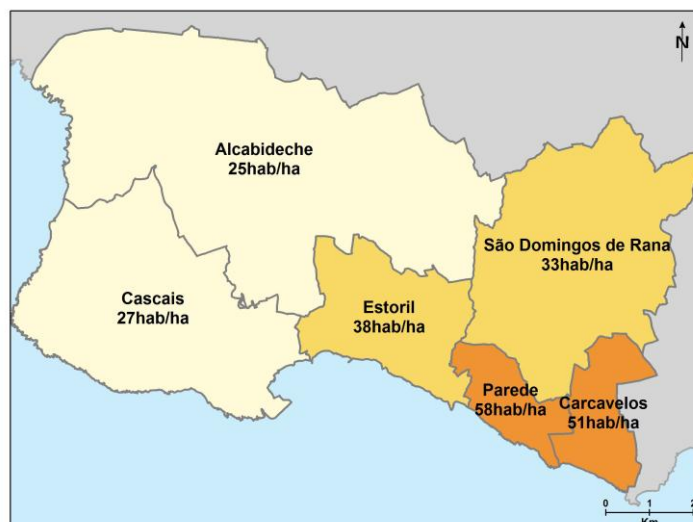 N
Alcabideche
25hab/ha
São Domingos de Rana
33hab/ha
Cascais
27hab/ha
Estoril
38hab/ha
Parede
58hab/ha
Carcavelos
51hab/ha
0 1 2
Km